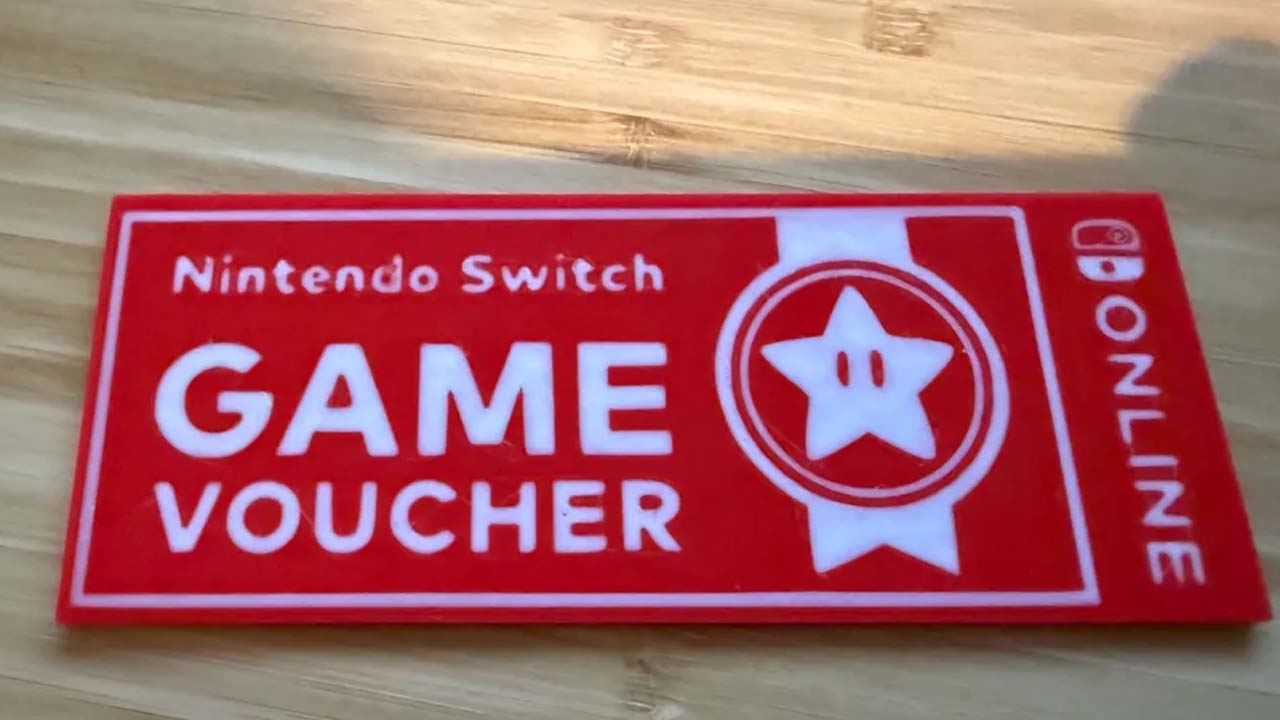 Nintendo Switch
GAME
VOUCHER
ONLINE